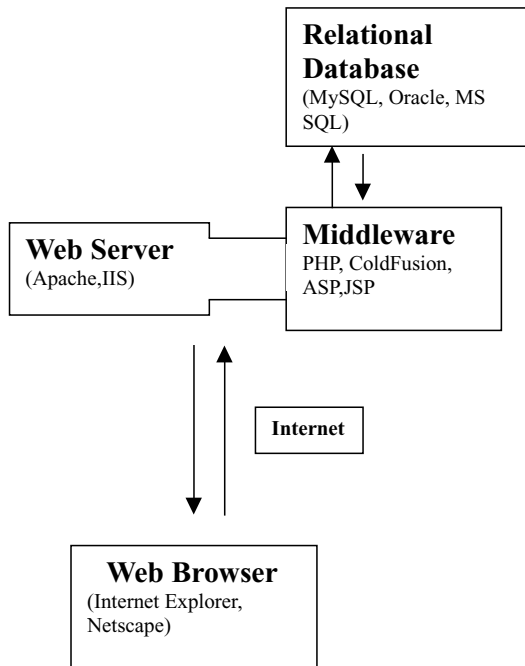 Relational
Database
(MySQL, Oracle, MS
SQL)
Web Server
(Apache,IIS)
Middleware
PHP, ColdFusion,
ASP,JSP
Internet
Web Browser
(Internet Explorer,
Netscape)